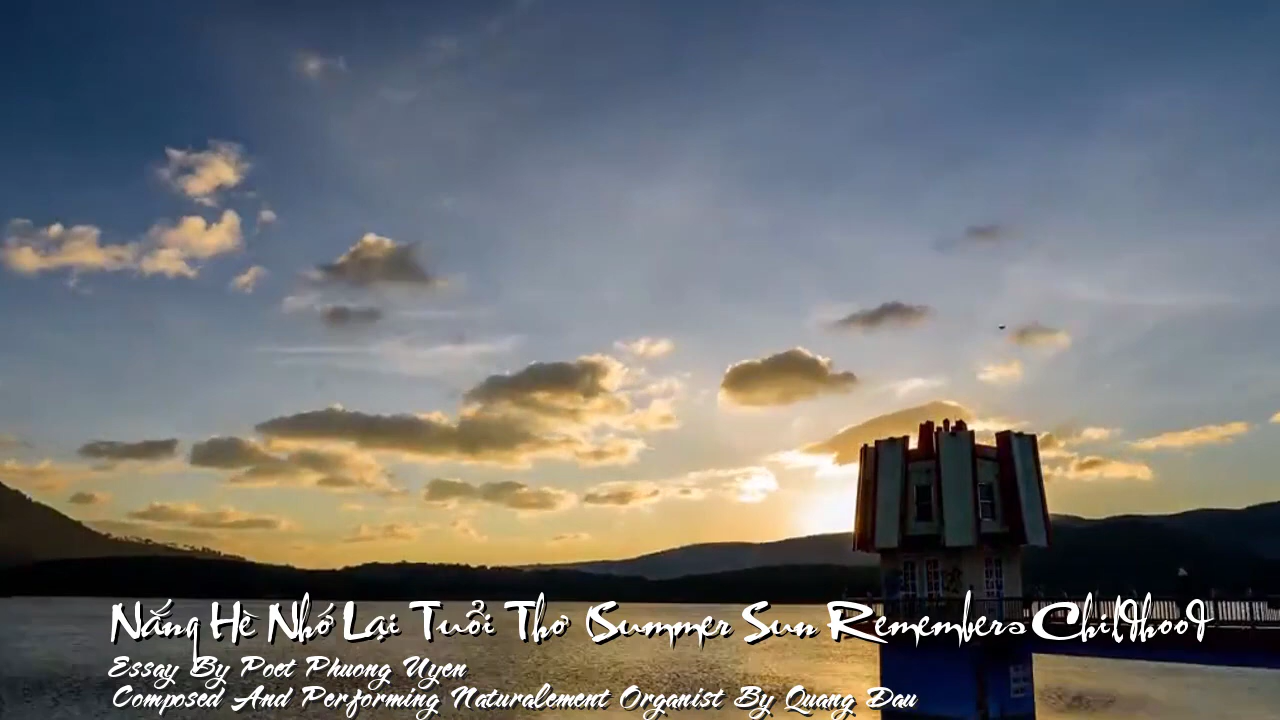 Nắng Hè Nhớ Lại Tuổi Thơ (Summer Sun Remembers Childhood
Essay By Poet Phuong Uyen
Composed And Performing Naturalement Organist By Quang Dau